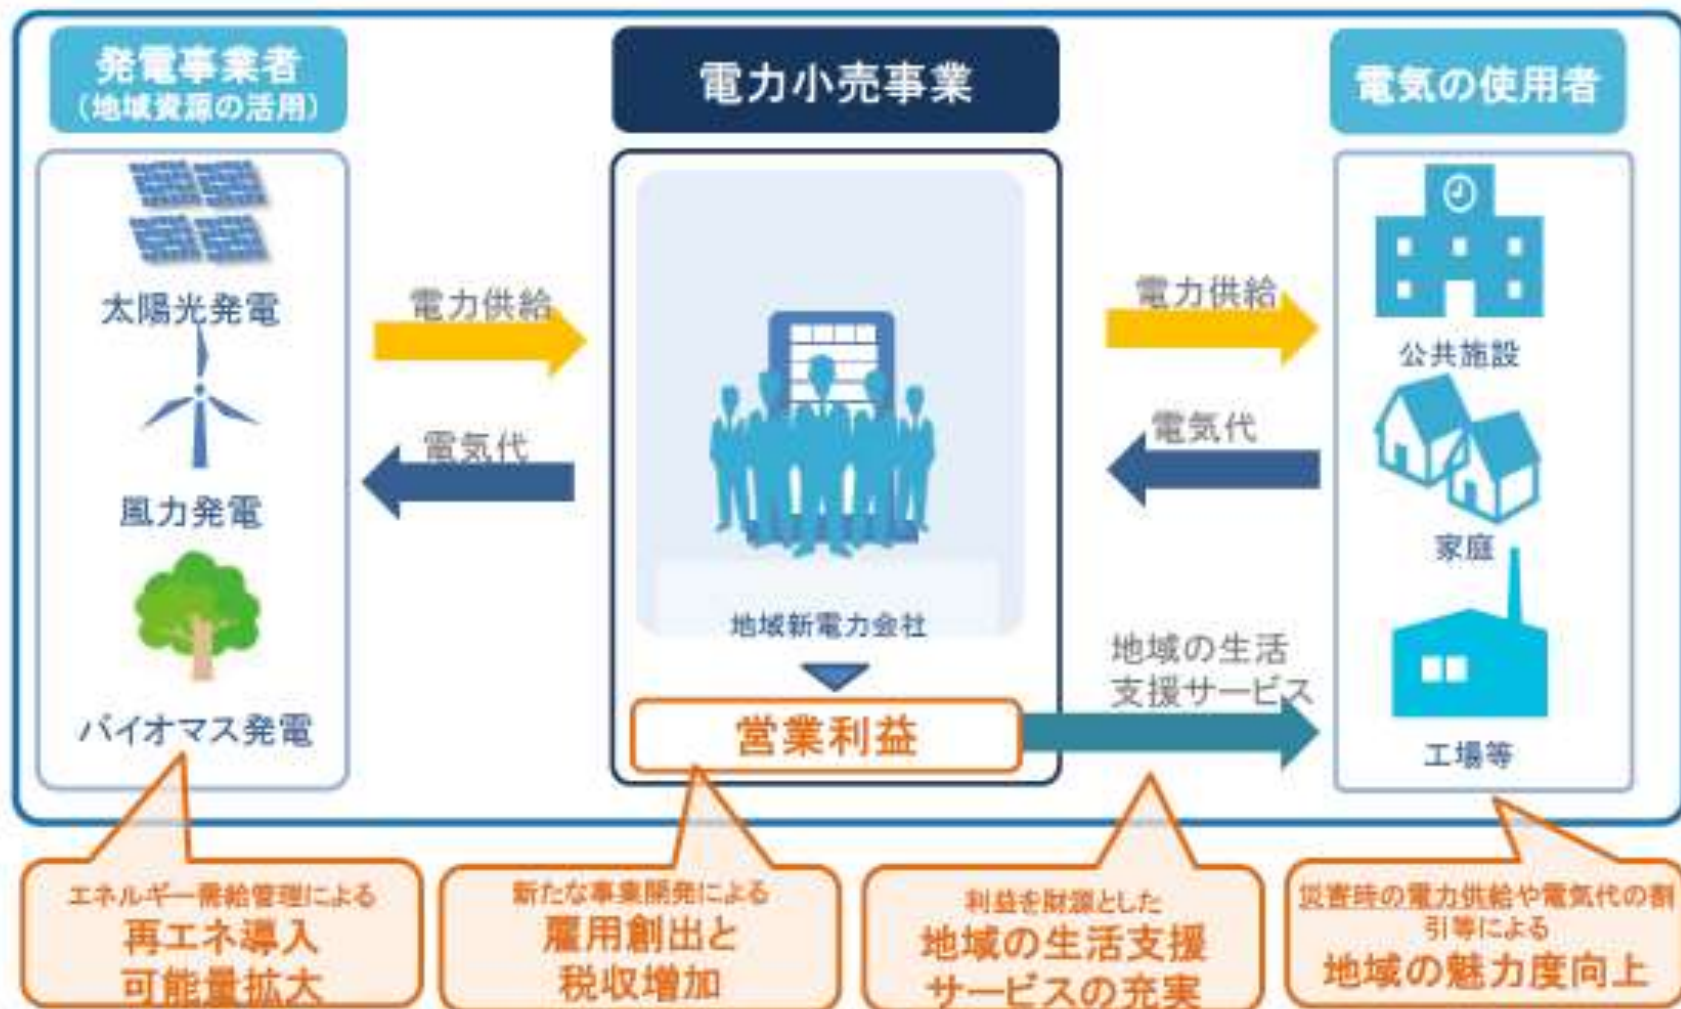 発電事業者
(地域資源の活用)
太陽光発電
風力発電
バイオマス発電
電力供給
電気代
電力小売事業
地域新電力会社
営業利益
電力供給
電気代
地域の生活
支援サービス
電気の使用者
公共施設
家庭
工場等
エネルギー需給管理による
再エネ導入
可能量拡大
新たな事業開発による
雇用創出と
税収増加
利益を財源とした
地域の生活支援
サービスの充実
災害時の電力供給や電気代の割
引等による
地域の魅力度向上